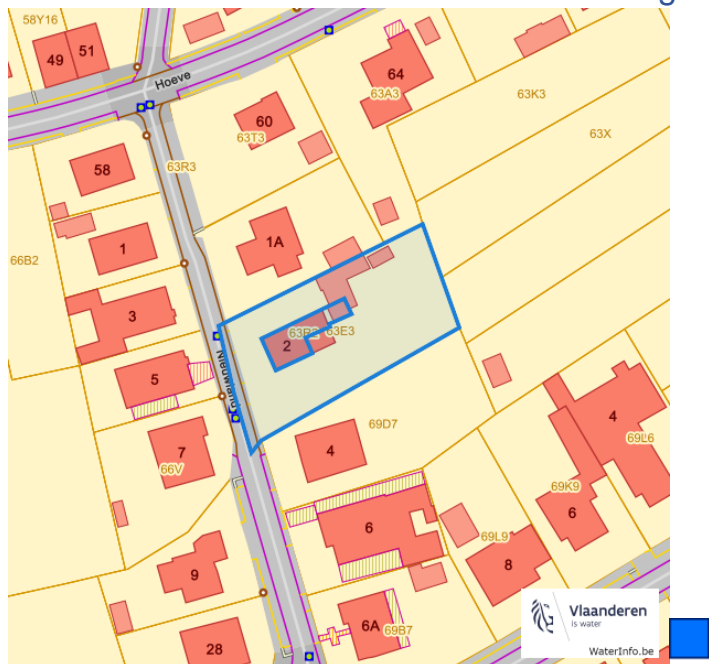 58Y16
49
51
Hoeve
64
63A3
60
63T3
63K3
63X
58
63R3
1
1A
66B2
3
63R2
63E3
2
5
7
66V
4
69D7
4
69L6
69K9
6
6
69L9
8
9
28
6A
69B7
Vlaanderen
is water
WaterInfo.be